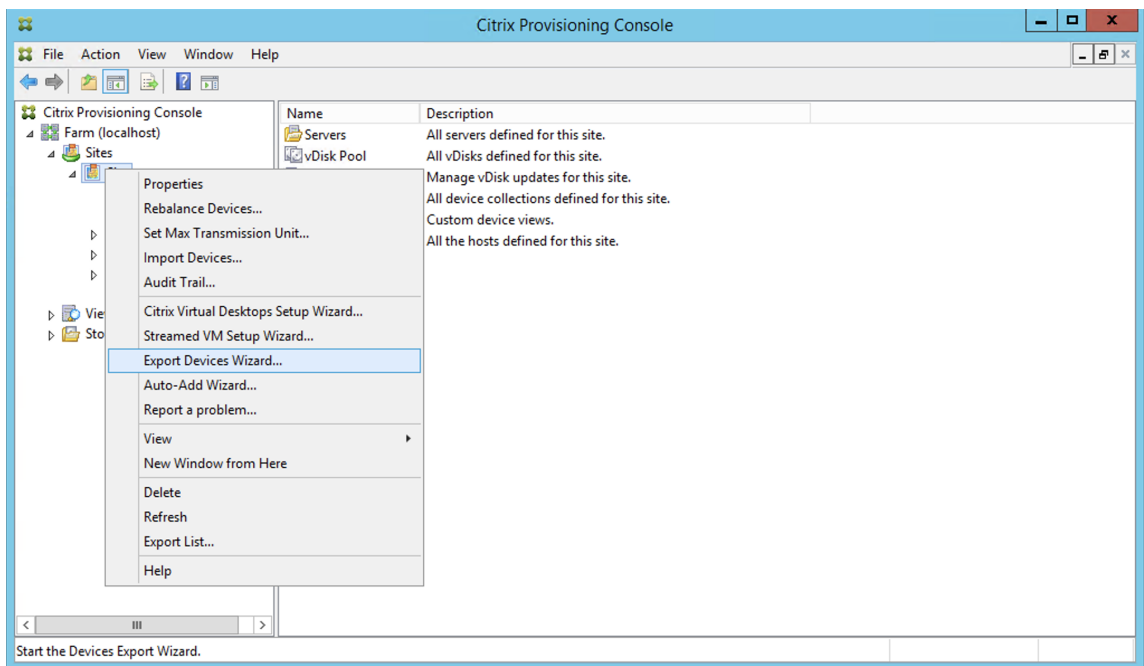 Citrix Provisioning Console
File Action View Window Help
Citrix Provisioning Console
Farm (localhost)
Sites
Vie
Sto
Name Description
Servers All servers defined for this site.
vDisk Pool All vDisks defined for this site.
Manage vDisk updates for this site.
All device collections defined for this site.
Custom device views.
All the hosts defined for this site.
Properties
Rebalance Devices...
Set Max Transmission Unit...
Import Devices...
Audit Trail...
Citrix Virtual Desktops Setup Wizard...
Streamed VM Setup Wizard...
Export Devices Wizard...
Auto-Add Wizard...
Report a problem...
View
New Window from Here
Delete
Refresh
Export List...
Help
Start the Devices Export Wizard.